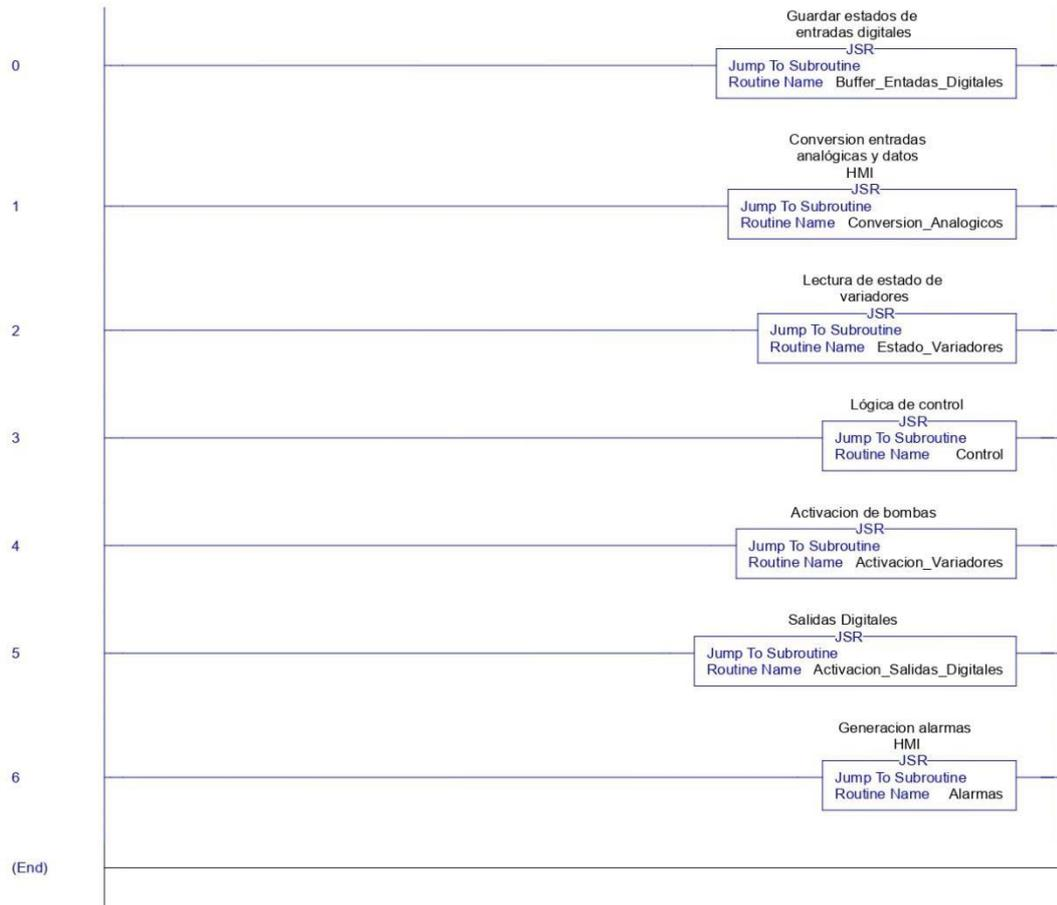 Guardar estados de
entradas digitales
JSR
0
Jump To Subroutine
Routine Name Buffer_Entadas_Digitales
Conversion entradas
analógicas y datos
HMI
JSR
1
Jump To Subroutine
Routine Name Conversion_Analogicos
Lectura de estado de
variadores
JSR
2
Jump To Subroutine
Routine Name Estado_Variadores
Lógica de control
JSR
3
Jump To Subroutine
Routine Name Control
Activacion de bombas
JSR
4
Jump To Subroutine
Routine Name Activacion_Variadores
Salidas Digitales
JSR
5
Jump To Subroutine
Routine Name Activacion_Salidas_Digitales
Generacion alarmas
HMI
JSR
6
Jump To Subroutine
Routine Name Alarmas
(End)